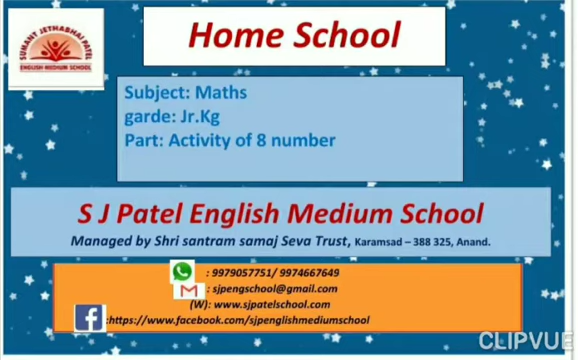 SUMANT JETHABHAI PATEL
ENGLISH MEDIUM SCHOOL
Home School
Subject: Maths
garde: Jr.Kg
Part: Activity of 8 number
S J Patel English Medium School
Managed by Shri santram samaj Seva Trust, Karamsad – 388 325, Anand.
: 9979057751/ 9974667649
: sjpengschool@gmail.com
(W): www.sjpatelschool.com
:https://www.facebook.com/sjpenglishmediumschool
CLIPVUE